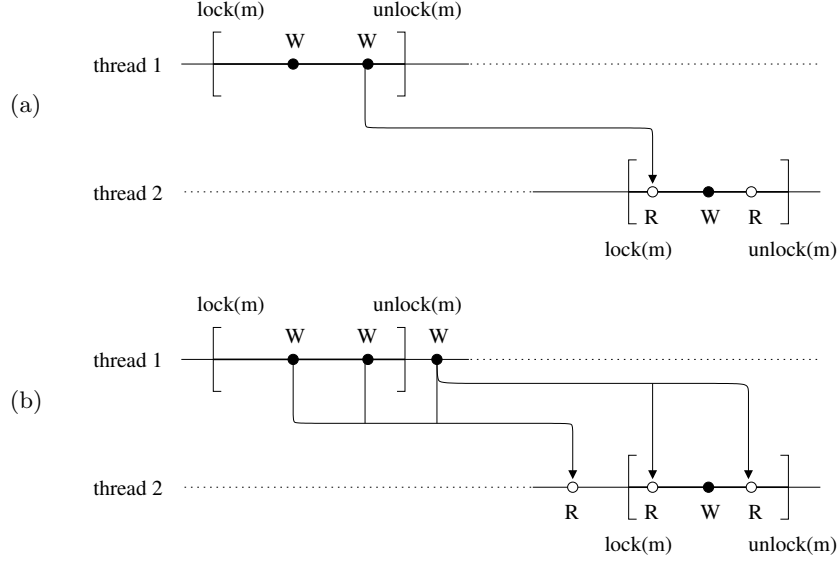 lock(m) unlock(m)
W W
thread 1
(a)
thread 2
R W R
lock(m) unlock(m)
lock(m) unlock(m)
W W W
thread 1
(b)
thread 2
R R W R
lock(m) unlock(m)